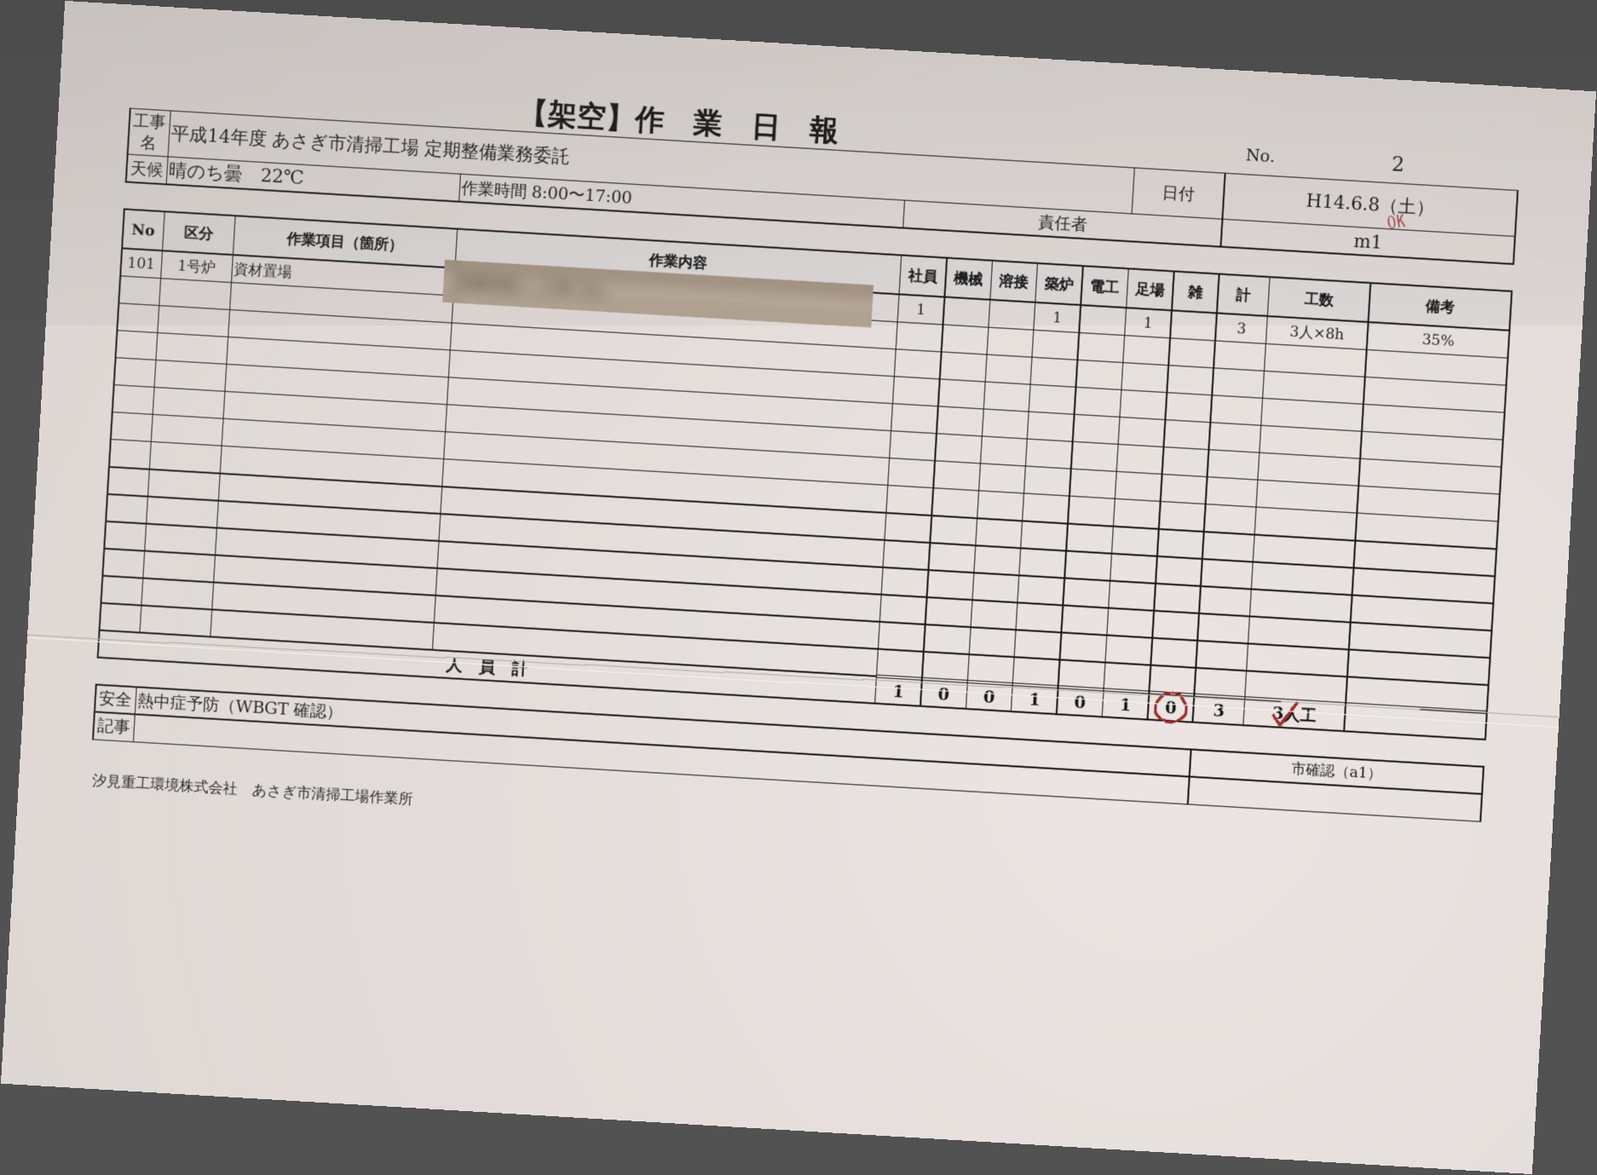 【架空】作 業 日 報
No. 2
工事名 平成14年度 あさぎ市清掃工場 定期整備業務委託 日付 H14.6.8（土）
OK
天候 晴のち曇 22℃ 作業時間 8:00〜17:00 責任者 m1
No 区分 作業項目（箇所） 作業内容 社員 機械 溶接 築炉 電工 足場 雑 計 工数 備考
101 1号炉 資材置場 1 1 1 3 3人×8h 35%
人 員 計 1 0 0 1 0 1 0 3 3人工
安全 熱中症予防（WBGT 確認）
市確認（a1）
記事
汐見重工環境株式会社 あさぎ市清掃工場作業所